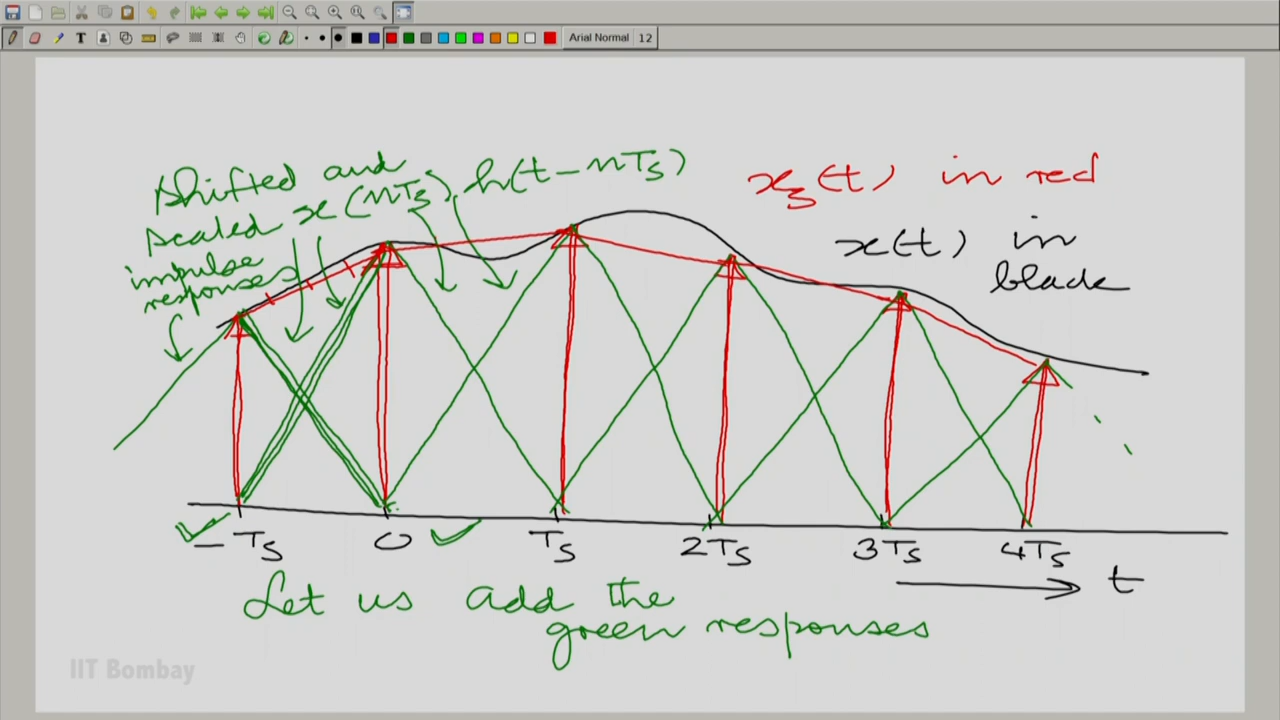 Arial Normal 12
shifted and
scaled x(nTs) h(t-nTs)
impulse
responses
x₃(t) in red
x(t) in
black
-Ts 0 Ts 2Ts 3Ts 4Ts
t
Let us add the
green responses
IIT Bombay